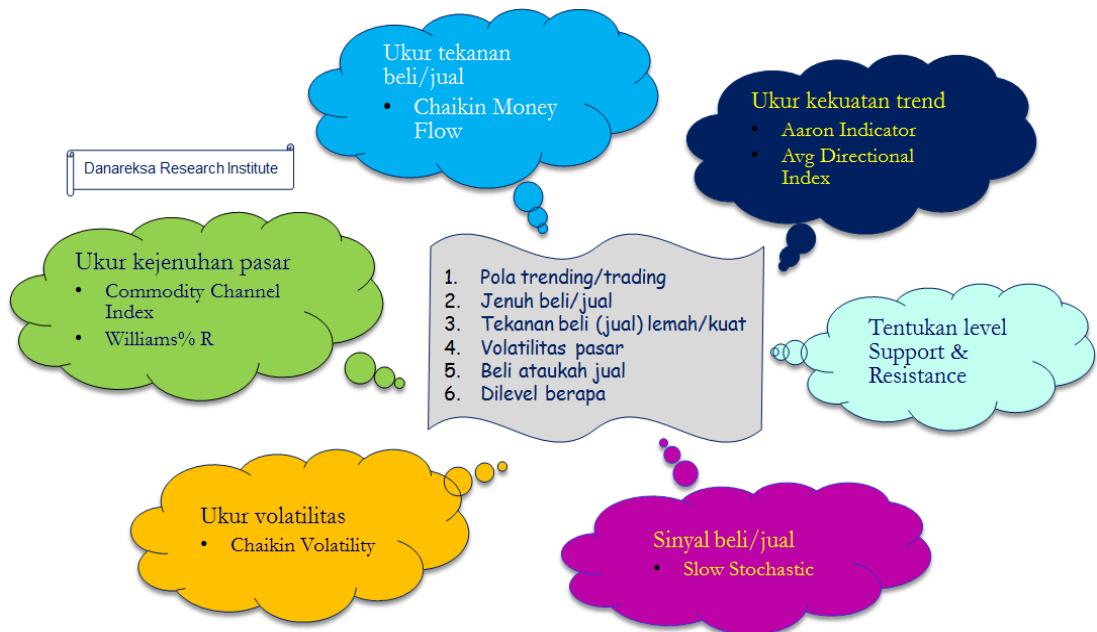 Ukur tekanan
beli/jual
• Chaikin Money
Flow
Ukur kekuatan trend
• Aaron Indicator
• Avg Directional
Index
Danareksa Research Institute
Ukur kejenuhan pasar
• Commodity Channel
Index
• Williams% R
1. Pola trending/trading
2. Jenuh beli/jual
3. Tekanan beli (jual) lemah/kuat
4. Volatilitas pasar
5. Beli ataukah jual
6. Dilevel berapa
Tentukan level
Support &
Resistance
Ukur volatilitas
• Chaikin Volatility
Sinyal beli/jual
• Slow Stochastic